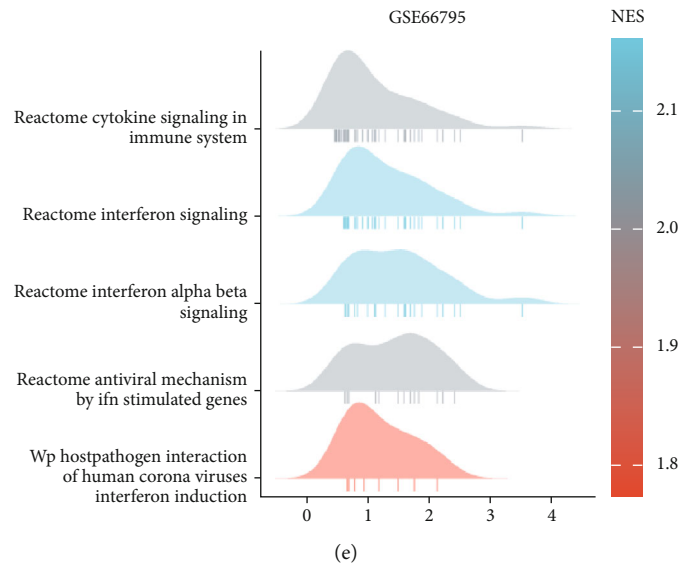 GSE66795
NES
Reactome cytokine signaling in
immune system
Reactome interferon signaling
Reactome interferon alpha beta
signaling
Reactome antiviral mechanism
by ifn stimulated genes
Wp hostpathogen interaction
of human corona viruses
interferon induction
0 1 2 3 4
2.1
2.0
1.9
1.8
(e)